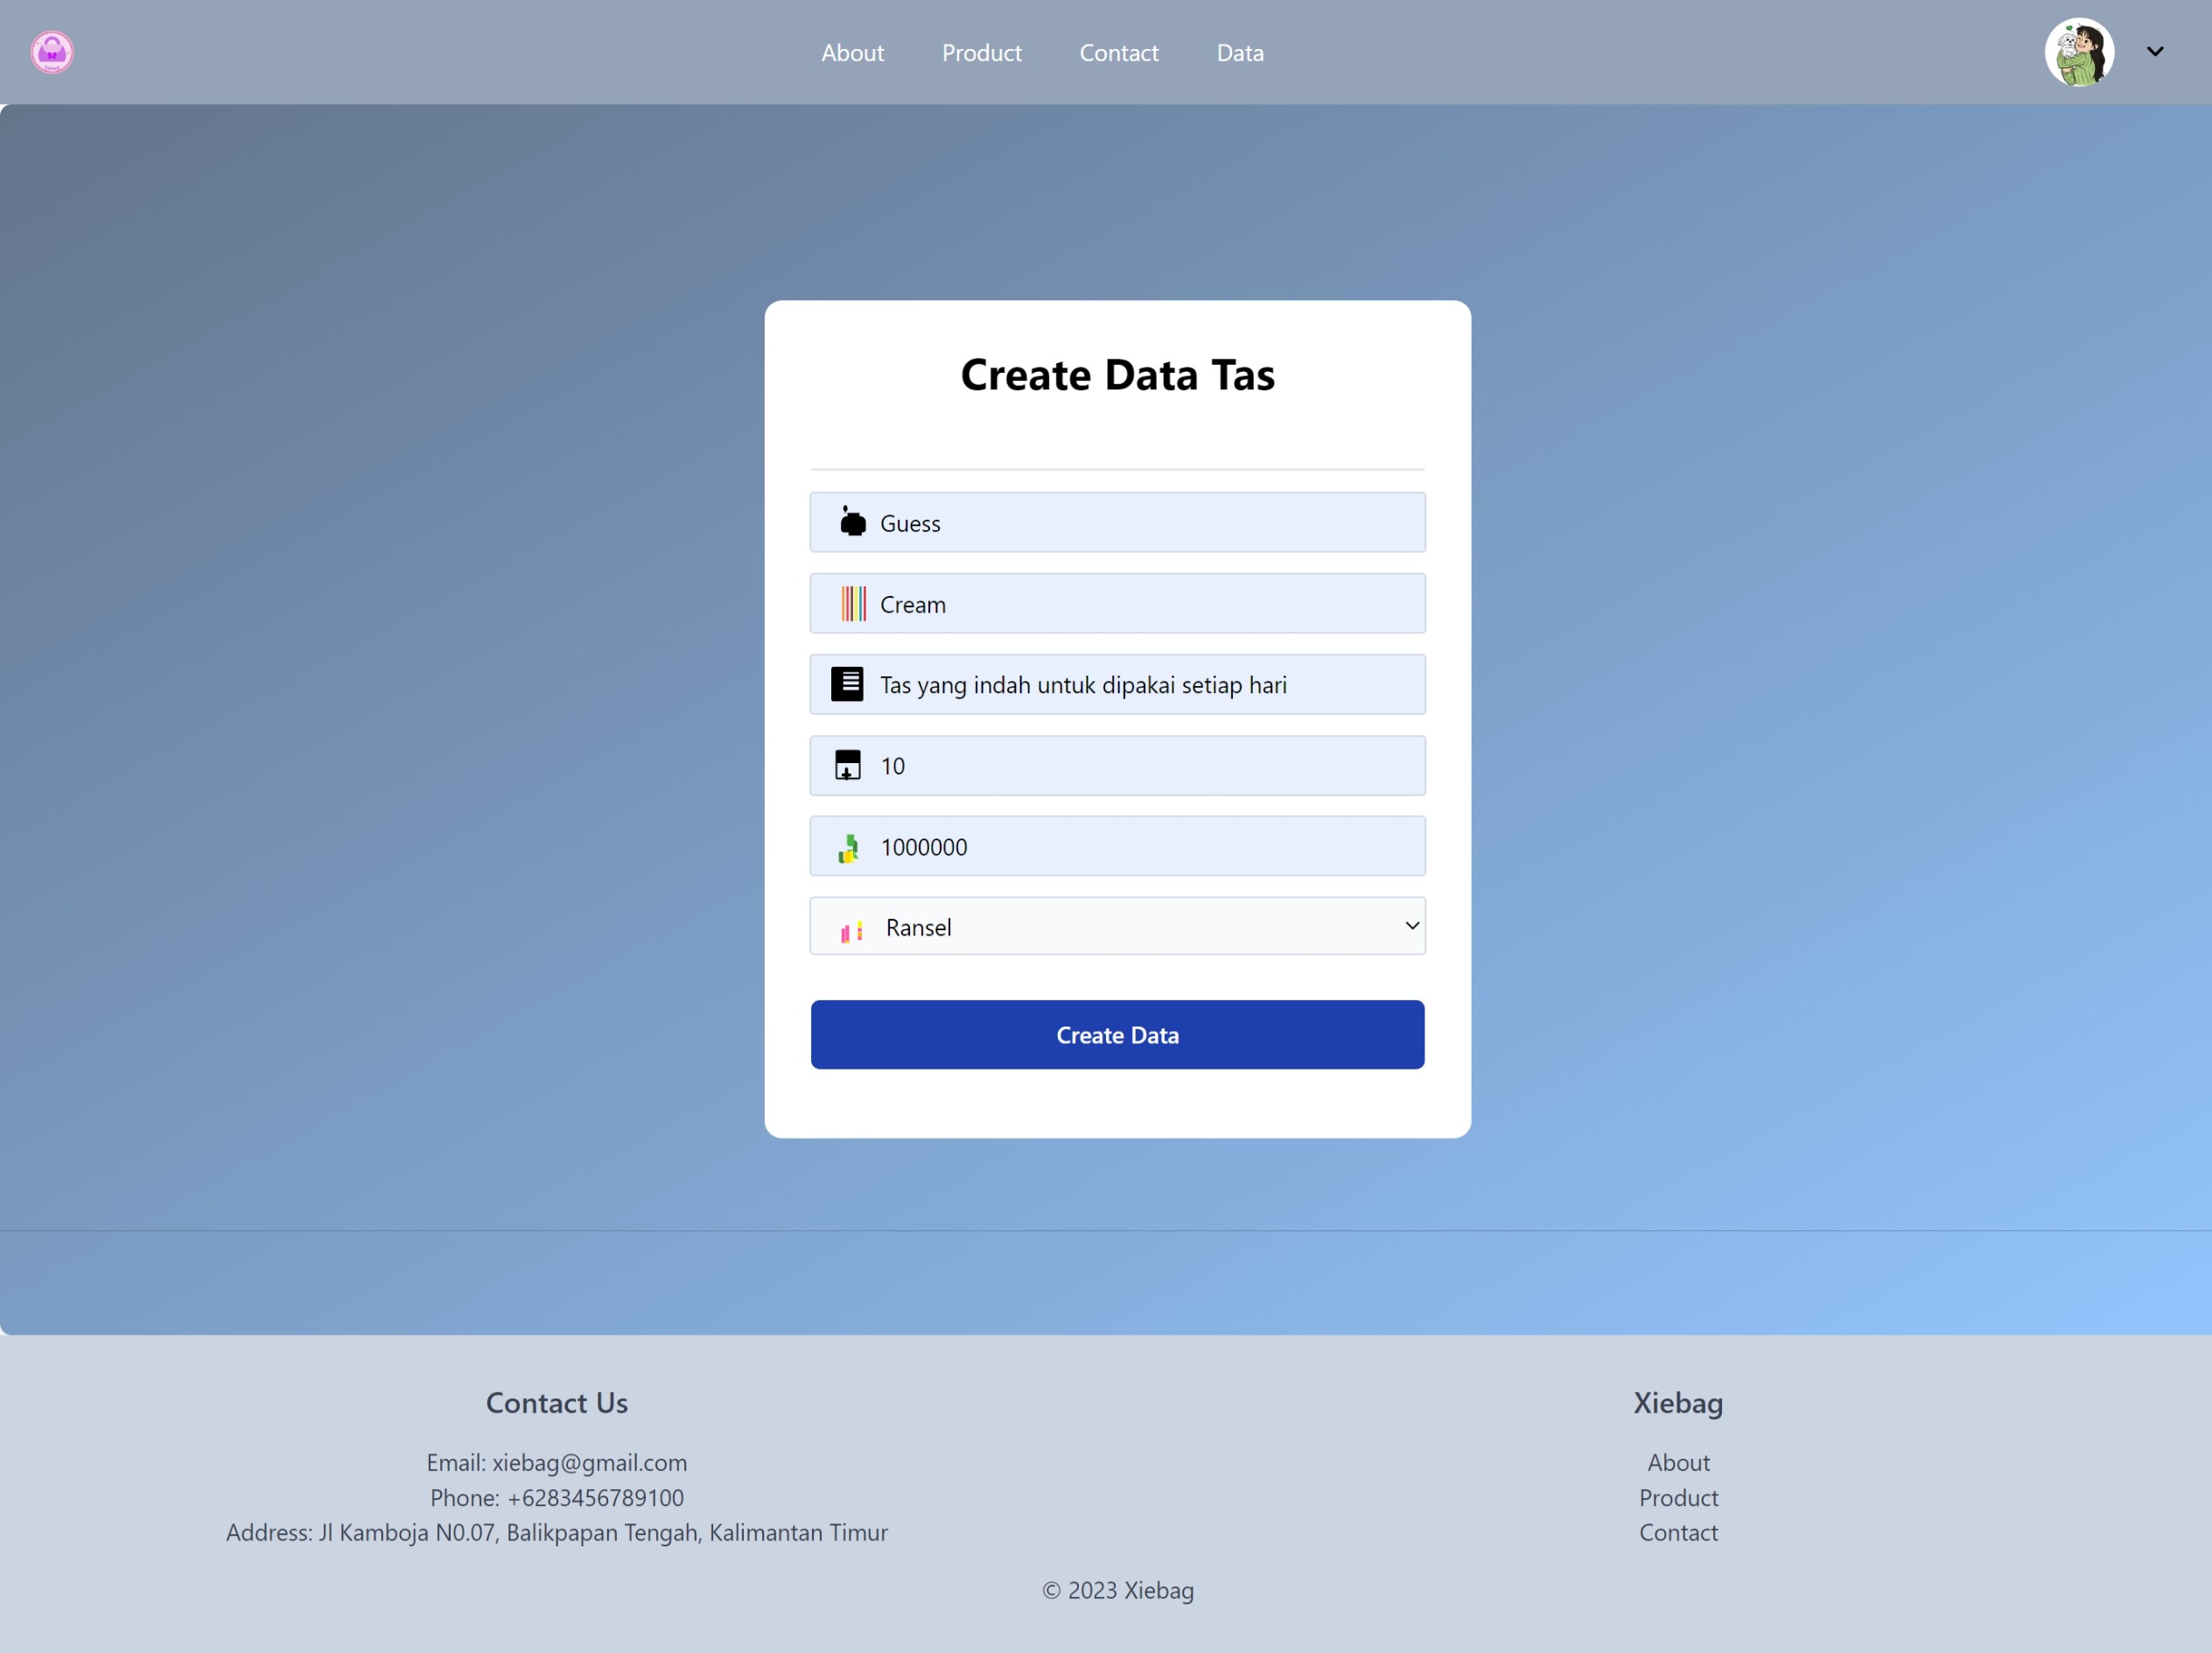 About
Product
Contact
Data
Create Data Tas
Guess
Cream
Tas yang indah untuk dipakai setiap hari
10
1000000
Ransel
Create Data
Contact Us
Email: xiebag@gmail.com
Phone: +6283456789100
Address: Jl Kamboja N0.07, Balikpapan Tengah, Kalimantan Timur
Xiebag
About
Product
Contact
© 2023 Xiebag